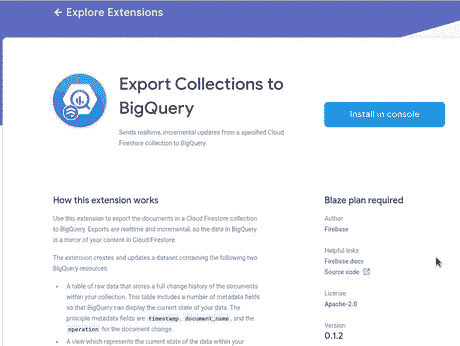 ← Explore Extensions
Export Collections to
BigQuery
Sends realtime, incremental updates from a specified Cloud
Firestore collection to BigQuery.
Install in console
How this extension works
Use this extension to export the documents in a Cloud Firestore collection
to BigQuery. Exports are realtime and incremental, so the data in BigQuery
is a mirror of your content in Cloud Firestore.
The extension creates and updates a dataset containing the following two
BigQuery resources:
• A table of raw data that stores a full change history of the documents
within your collection. This table includes a number of metadata fields
so that BigQuery can display the current state of your data. The
principle metadata fields are timestamp, document_name, and the
operation for the document change.
• A view which represents the current state of the data within your
Blaze plan required
Author
Firebase
Helpful links
Firebase docs
Source code
License
Apache-2.0
Version
0.1.2